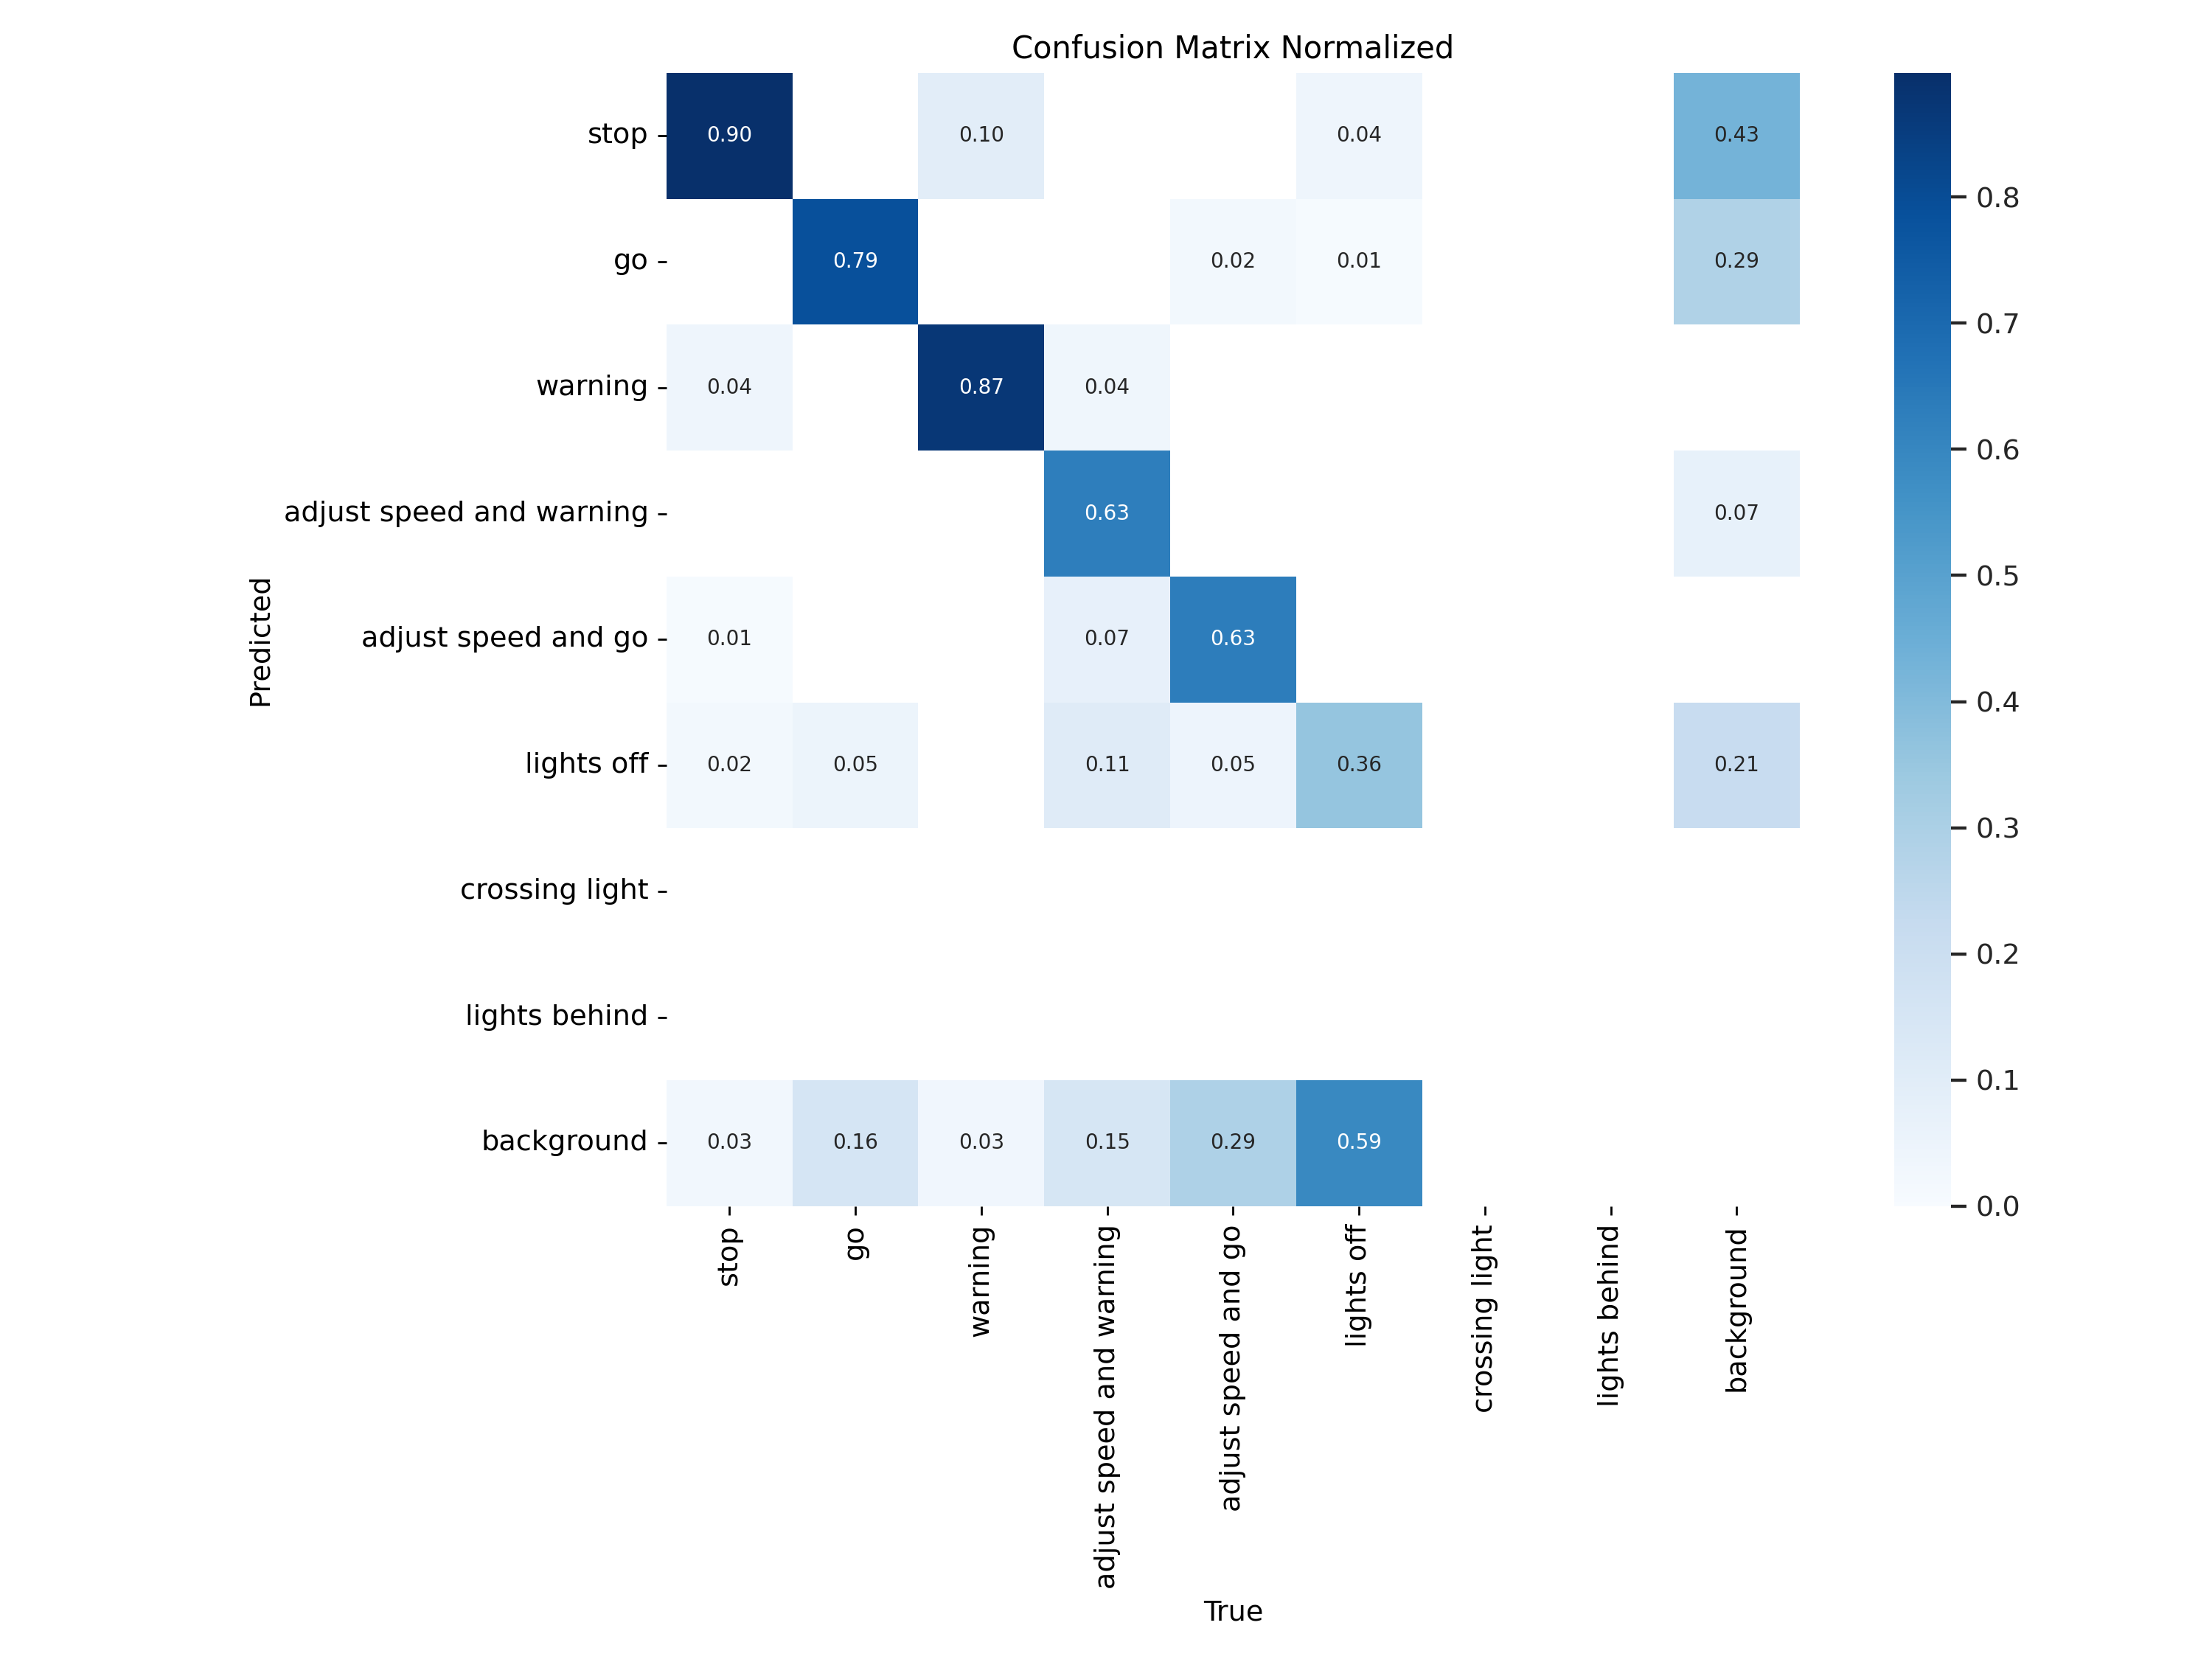 Confusion Matrix Normalized
stop 0.90 0.10 0.04 0.43
go 0.79 0.02 0.01 0.29
warning 0.04 0.87 0.04
adjust speed and warning 0.63 0.07
adjust speed and go 0.01 0.07 0.63
lights off 0.02 0.05 0.11 0.05 0.36 0.21
crossing light
lights behind
background 0.03 0.16 0.03 0.15 0.29 0.59
Predicted
stop
go
warning
adjust speed and warning
adjust speed and go
lights off
crossing light
lights behind
background
True
0.8
0.7
0.6
0.5
0.4
0.3
0.2
0.1
0.0